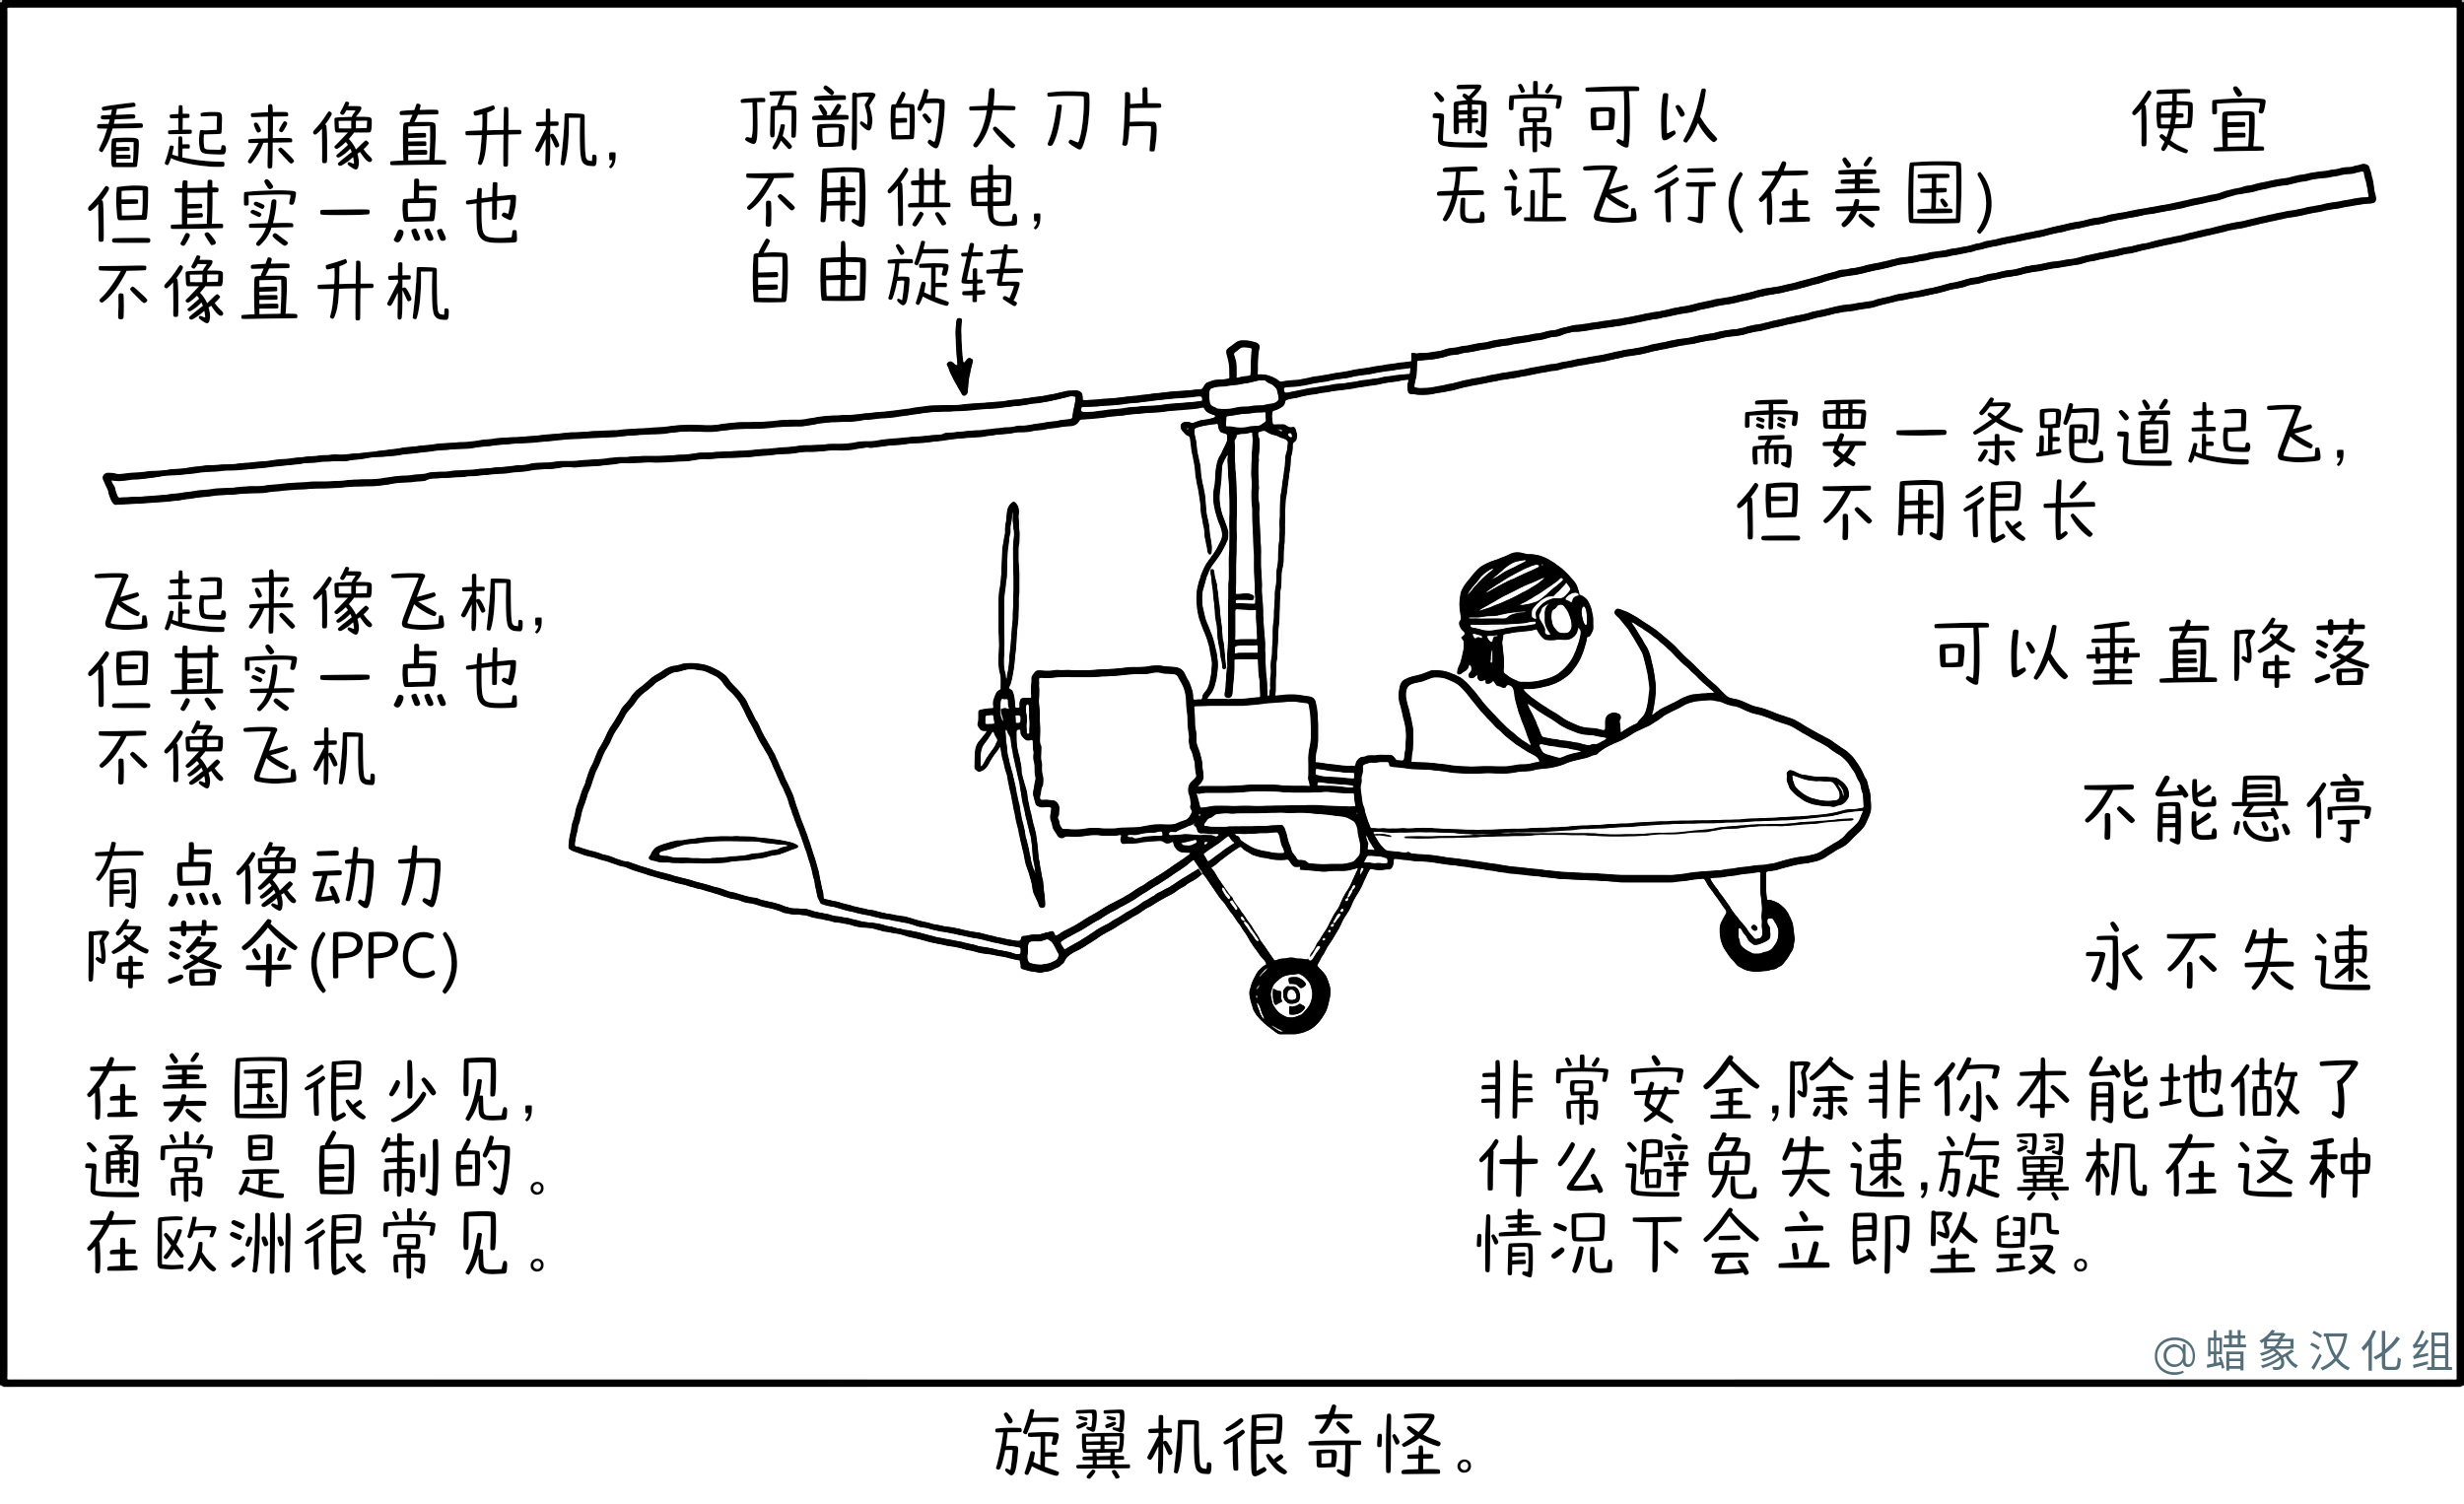 看起来像直升机,
但其实一点也
不像直升机
顶部的大刀片
不用供电,
自由旋转
通常可以
无证飞行(在美国)
便宜
需要一条跑道起飞,
但不用很长
飞起来像飞机,
但其实一点也
不像飞机
可以垂直降落
不能悬停
有点像动力
降落伞(PPC)
永不失速
在美国很少见,
通常是自制的。
在欧洲很常见。
非常安全,除非你本能地做了
什么避免失速,旋翼机在这种
情况下会立即坠毁。
@蜡象汉化组
旋翼机很奇怪。